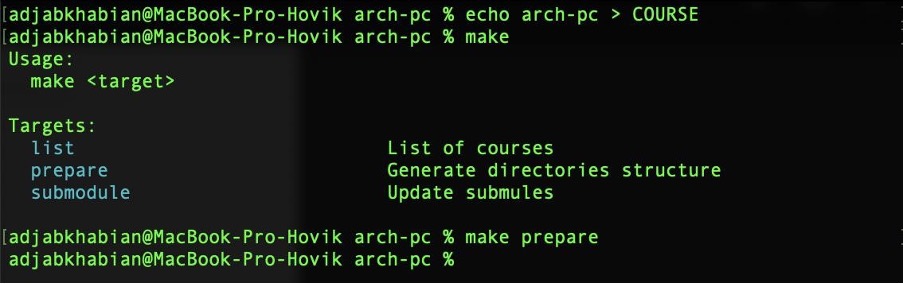 [adjabkhabian@MacBook-Pro-Hovik arch-pc % echo arch-pc > COURSE
[adjabkhabian@MacBook-Pro-Hovik arch-pc % make
Usage:
  make <target>

Targets:
  list                            List of courses
  prepare                         Generate directories structure
  submodule                       Update submules

[adjabkhabian@MacBook-Pro-Hovik arch-pc % make prepare
adjabkhabian@MacBook-Pro-Hovik arch-pc %